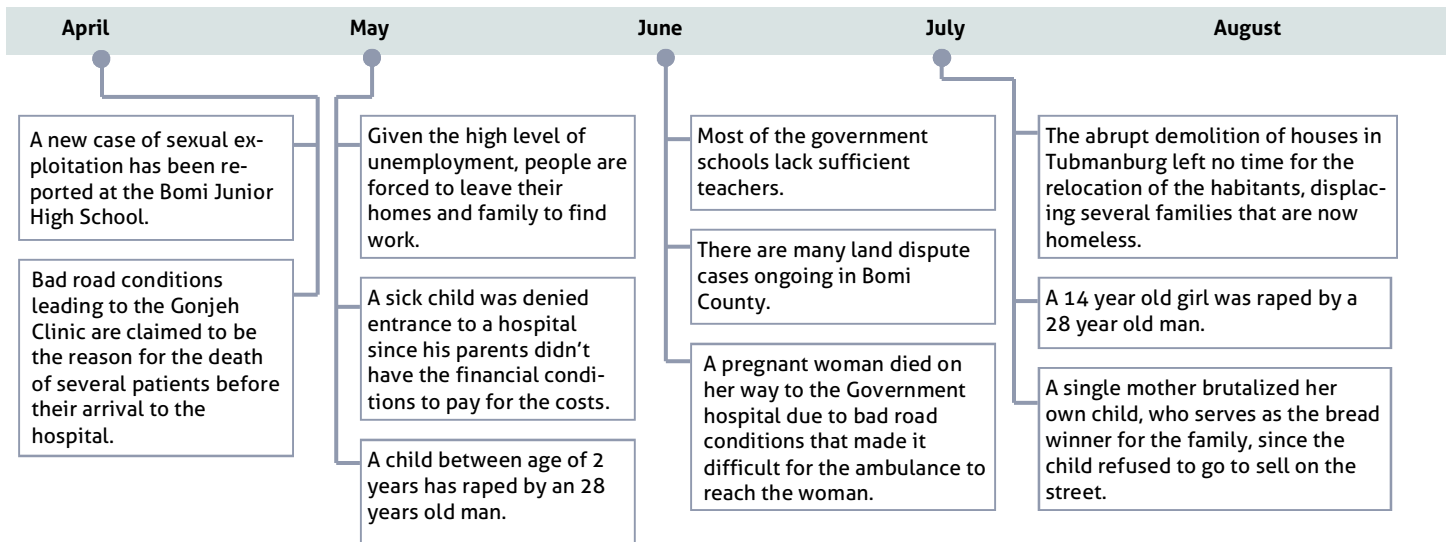 April May June July August
A new case of sexual ex-
ploitation has been re-
ported at the Bomi Junior
High School.
Bad road conditions
leading to the Gonjeh
Clinic are claimed to be
the reason for the death
of several patients before
their arrival to the
hospital.
Given the high level of
unemployment, people are
forced to leave their
homes and family to find
work.
A sick child was denied
entrance to a hospital
since his parents didn't
have the financial condi-
tions to pay for the costs.
A child between age of 2
years has raped by an 28
years old man.
Most of the government
schools lack sufficient
teachers.
There are many land dispute
cases ongoing in Bomi
County.
A pregnant woman died on
her way to the Government
hospital due to bad road
conditions that made it
difficult for the ambulance to
reach the woman.
The abrupt demolition of houses in
Tubmanburg left no time for the
relocation of the habitants, displac-
ing several families that are now
homeless.
A 14 year old girl was raped by a
28 year old man.
A single mother brutalized her
own child, who serves as the bread
winner for the family, since the
child refused to go to sell on the
street.